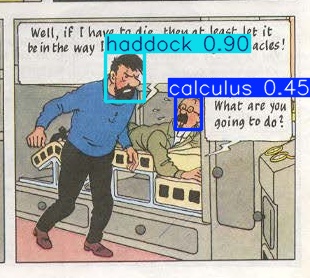 Well, if I have to die, then at least let it
be in the way I
acles!
haddock 0.90
calculus 0.45
What are you
going to do?